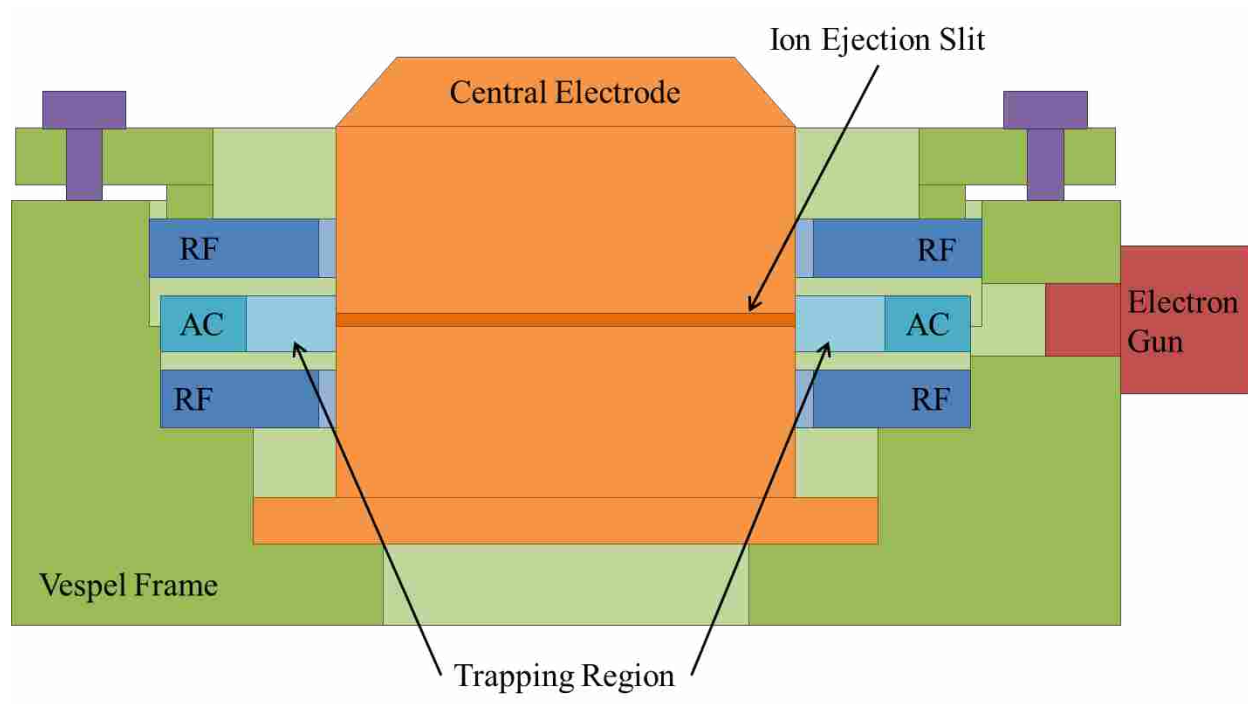 Ion Ejection Slit
Central Electrode
RF
RF
AC
AC
Electron
Gun
RF
RF
Vespel Frame
Trapping Region